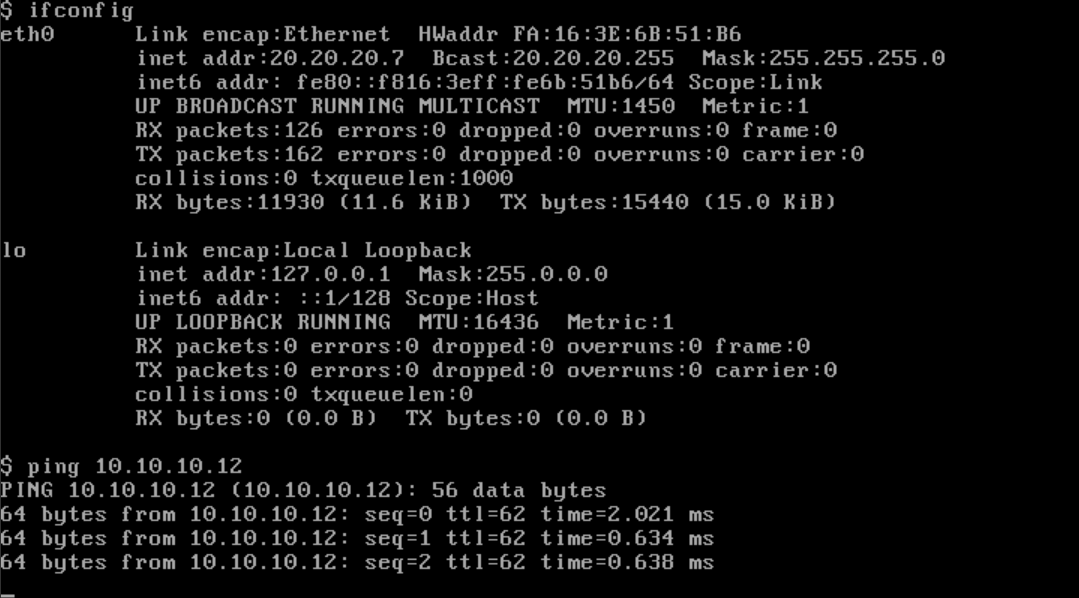 $ ifconfig
eth0      Link encap:Ethernet  HWaddr FA:16:3E:6B:51:B6
          inet addr:20.20.20.7  Bcast:20.20.20.255  Mask:255.255.255.0
          inet6 addr: fe80::f816:3eff:fe6b:51b6/64 Scope:Link
          UP BROADCAST RUNNING MULTICAST  MTU:1450  Metric:1
          RX packets:126 errors:0 dropped:0 overruns:0 frame:0
          TX packets:162 errors:0 dropped:0 overruns:0 carrier:0
          collisions:0 txqueuelen:1000
          RX bytes:11930 (11.6 KiB)  TX bytes:15440 (15.0 KiB)

lo        Link encap:Local Loopback
          inet addr:127.0.0.1  Mask:255.0.0.0
          inet6 addr: ::1/128 Scope:Host
          UP LOOPBACK RUNNING  MTU:16436  Metric:1
          RX packets:0 errors:0 dropped:0 overruns:0 frame:0
          TX packets:0 errors:0 dropped:0 overruns:0 carrier:0
          collisions:0 txqueuelen:0
          RX bytes:0 (0.0 B)  TX bytes:0 (0.0 B)

$ ping 10.10.10.12
PING 10.10.10.12 (10.10.10.12): 56 data bytes
64 bytes from 10.10.10.12: seq=0 ttl=62 time=2.021 ms
64 bytes from 10.10.10.12: seq=1 ttl=62 time=0.634 ms
64 bytes from 10.10.10.12: seq=2 ttl=62 time=0.638 ms